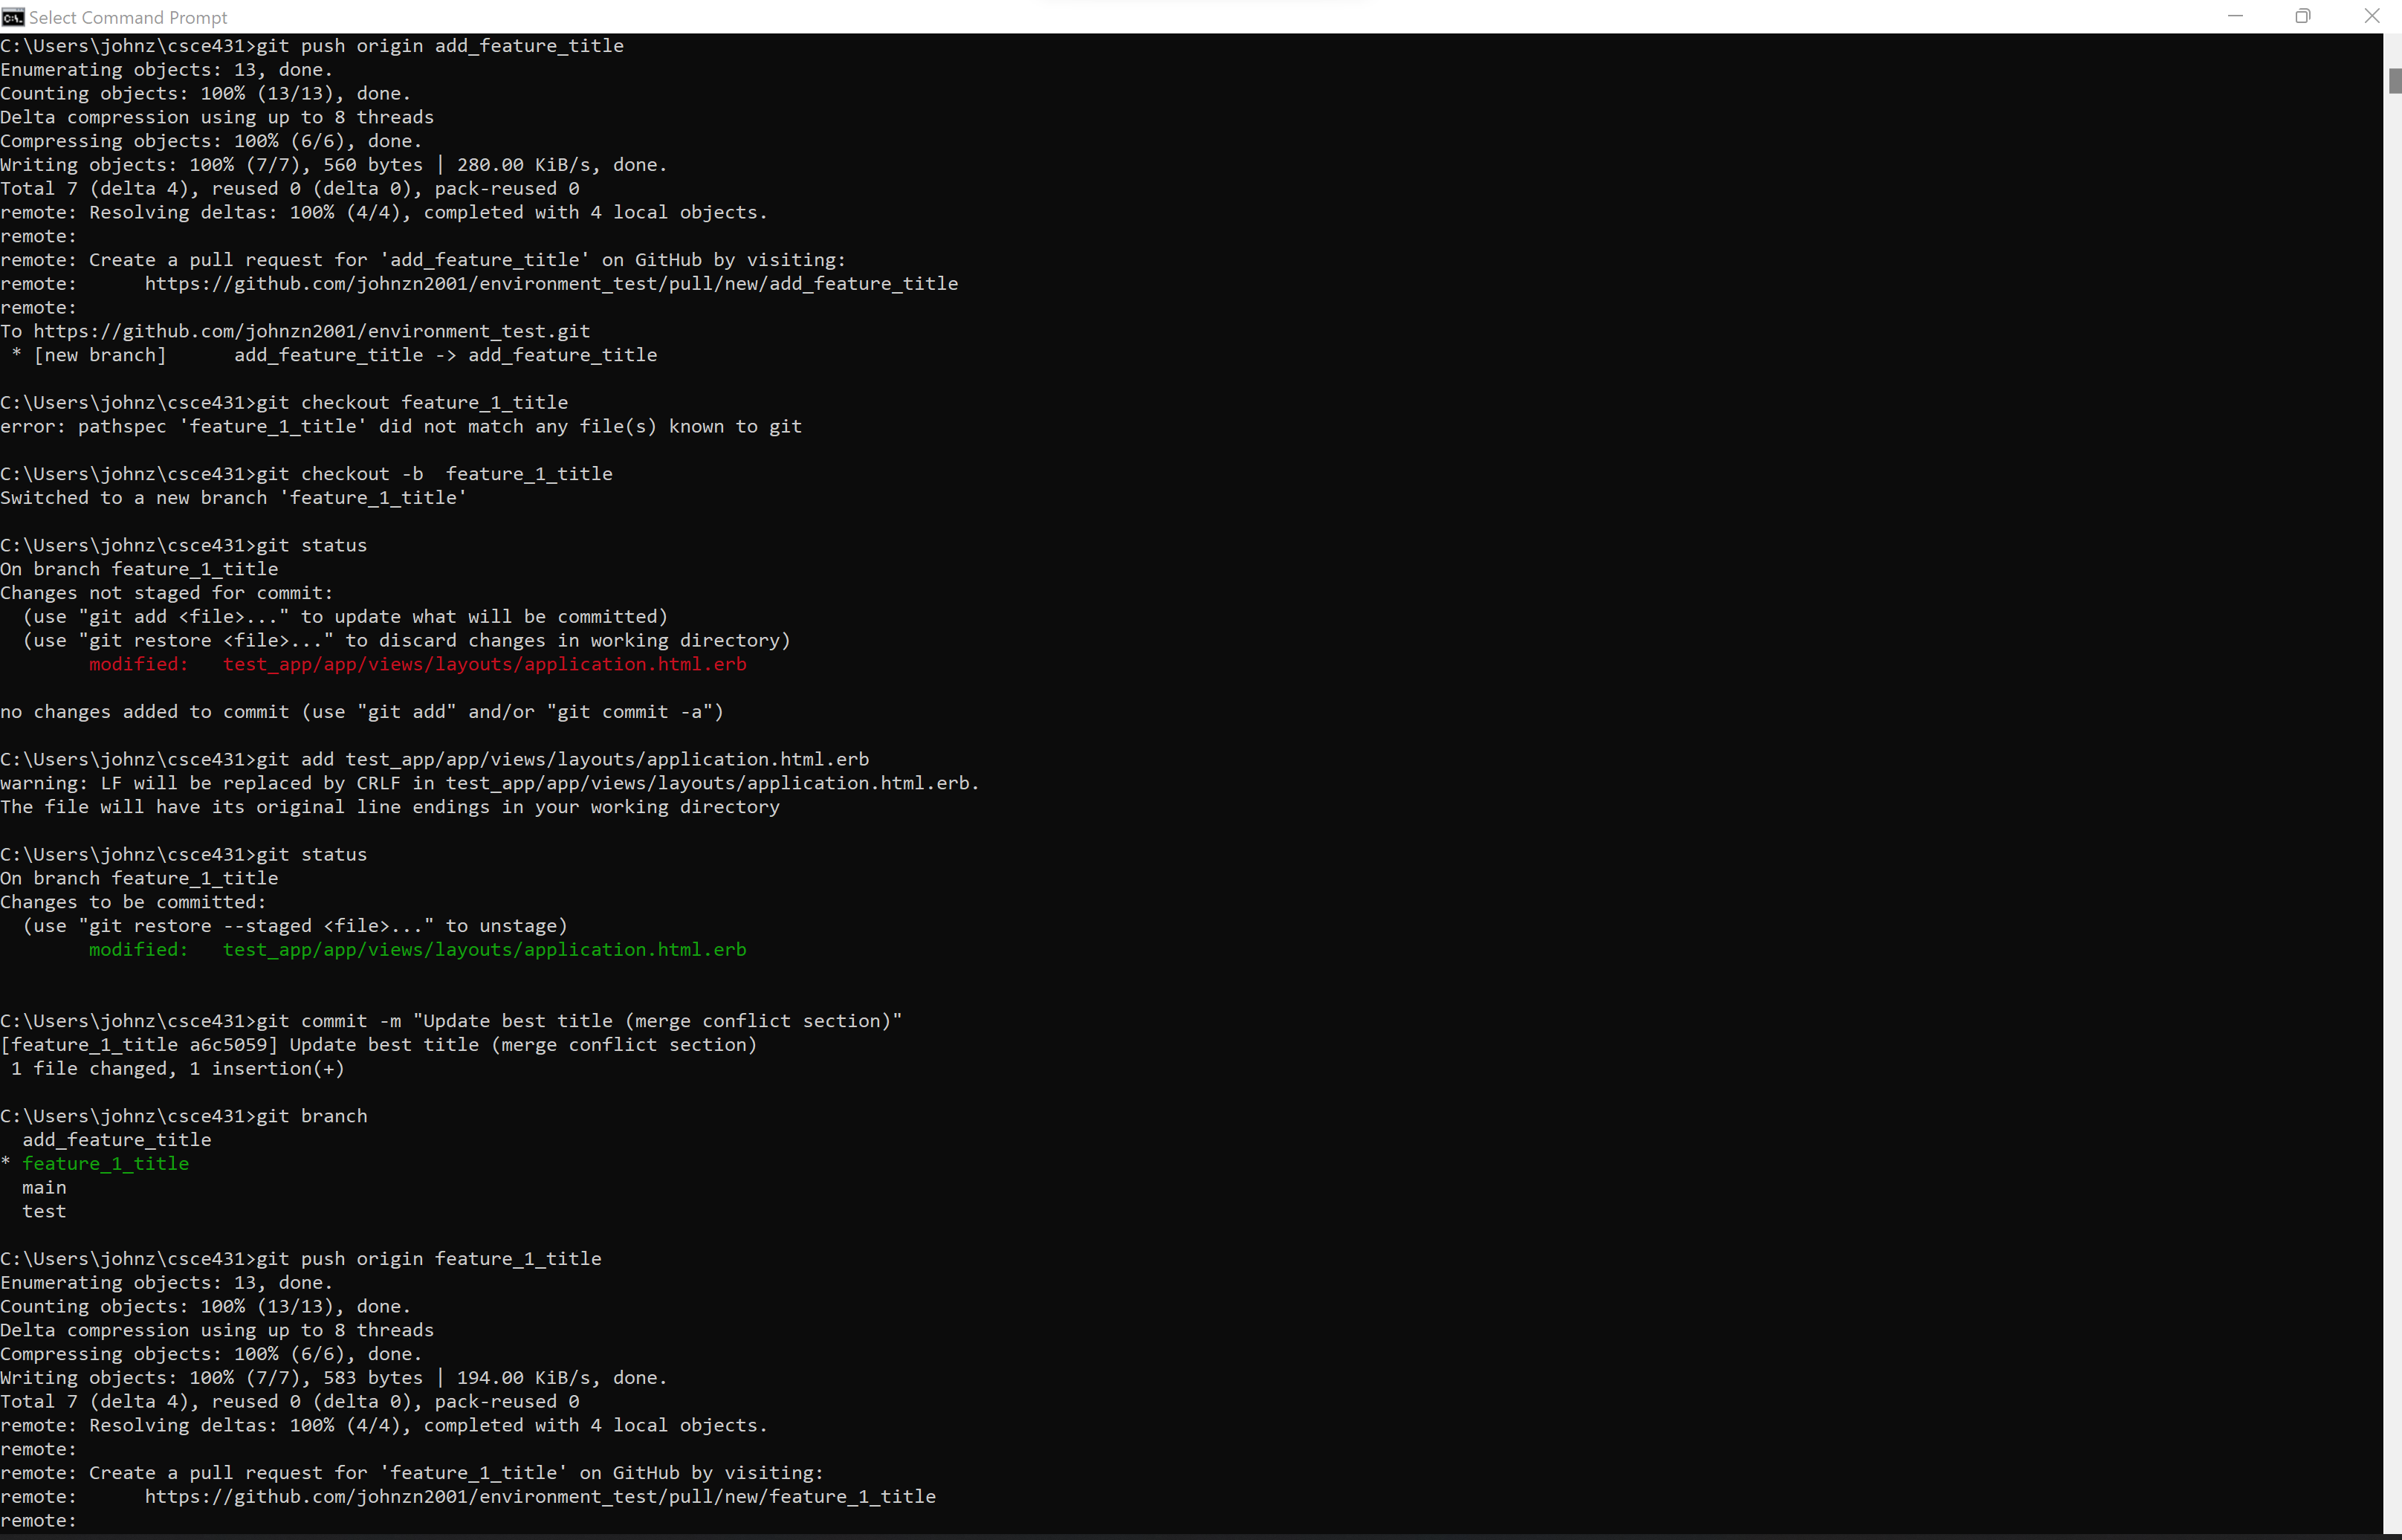 Select Command Prompt
C:\Users\johnz\csce431>git push origin add_feature_title
Enumerating objects: 13, done.
Counting objects: 100% (13/13), done.
Delta compression using up to 8 threads
Compressing objects: 100% (6/6), done.
Writing objects: 100% (7/7), 560 bytes | 280.00 KiB/s, done.
Total 7 (delta 4), reused 0 (delta 0), pack-reused 0
remote: Resolving deltas: 100% (4/4), completed with 4 local objects.
remote:
remote: Create a pull request for 'add_feature_title' on GitHub by visiting:
remote:      https://github.com/johnzn2001/environment_test/pull/new/add_feature_title
remote:
To https://github.com/johnzn2001/environment_test.git
 * [new branch]      add_feature_title -> add_feature_title
C:\Users\johnz\csce431>git checkout feature_1_title
error: pathspec 'feature_1_title' did not match any file(s) known to git
C:\Users\johnz\csce431>git checkout -b  feature_1_title
Switched to a new branch 'feature_1_title'
C:\Users\johnz\csce431>git status
On branch feature_1_title
Changes not staged for commit:
  (use "git add <file>..." to update what will be committed)
  (use "git restore <file>..." to discard changes in working directory)
        modified:   test_app/app/views/layouts/application.html.erb
no changes added to commit (use "git add" and/or "git commit -a")
C:\Users\johnz\csce431>git add test_app/app/views/layouts/application.html.erb
warning: LF will be replaced by CRLF in test_app/app/views/layouts/application.html.erb.
The file will have its original line endings in your working directory
C:\Users\johnz\csce431>git status
On branch feature_1_title
Changes to be committed:
  (use "git restore --staged <file>..." to unstage)
        modified:   test_app/app/views/layouts/application.html.erb
C:\Users\johnz\csce431>git commit -m "Update best title (merge conflict section)"
[feature_1_title a6c5059] Update best title (merge conflict section)
 1 file changed, 1 insertion(+)
C:\Users\johnz\csce431>git branch
  add_feature_title
* feature_1_title
  main
  test
C:\Users\johnz\csce431>git push origin feature_1_title
Enumerating objects: 13, done.
Counting objects: 100% (13/13), done.
Delta compression using up to 8 threads
Compressing objects: 100% (6/6), done.
Writing objects: 100% (7/7), 583 bytes | 194.00 KiB/s, done.
Total 7 (delta 4), reused 0 (delta 0), pack-reused 0
remote: Resolving deltas: 100% (4/4), completed with 4 local objects.
remote:
remote: Create a pull request for 'feature_1_title' on GitHub by visiting:
remote:      https://github.com/johnzn2001/environment_test/pull/new/feature_1_title
remote: